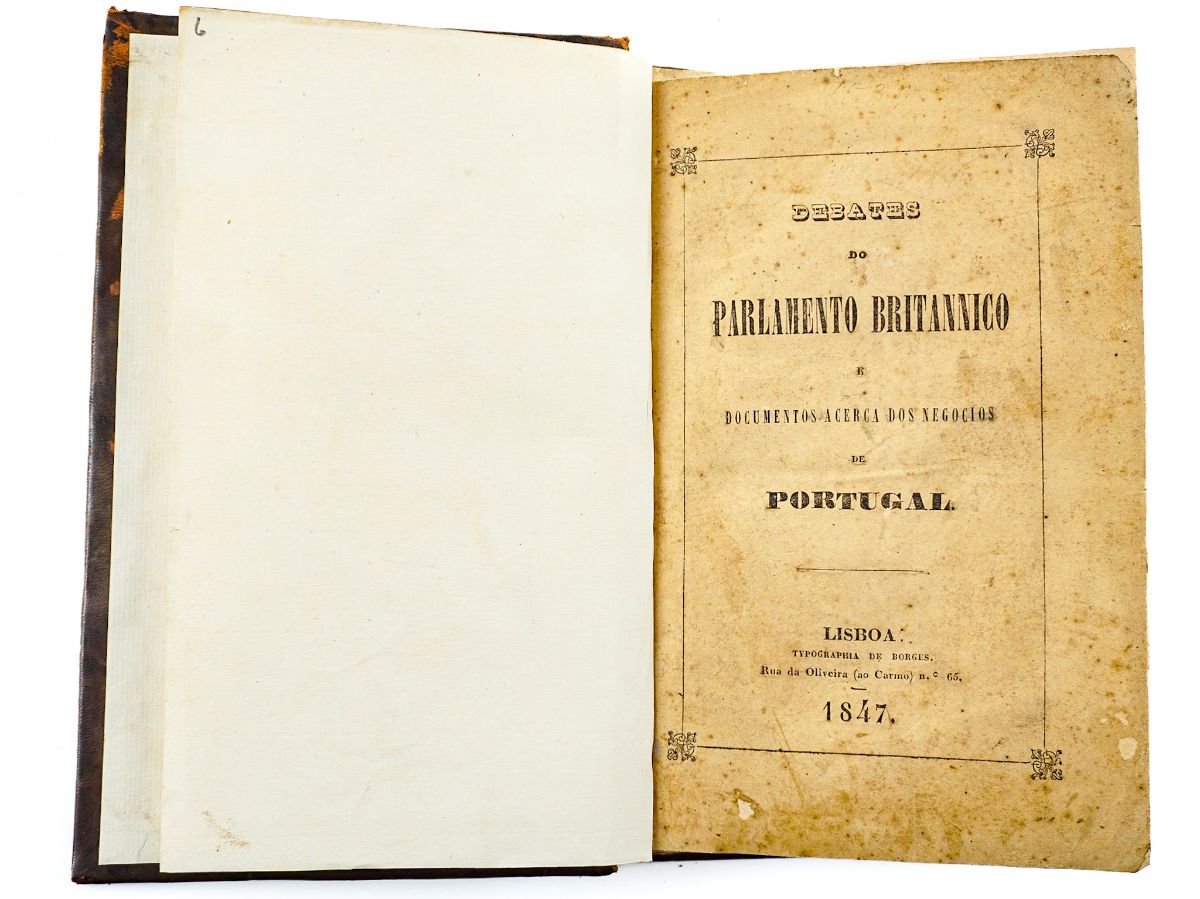 6
DEBATES
DO
PARLAMENTO BRITANNICO
E
DOCUMENTOS ACERCA DOS NEGOCIOS
DE
PORTUGAL.
LISBOA:
TYPOGRAPHIA DE BORGES.
Rua da Oliveira (ao Carmo) n.º 65.
1847.